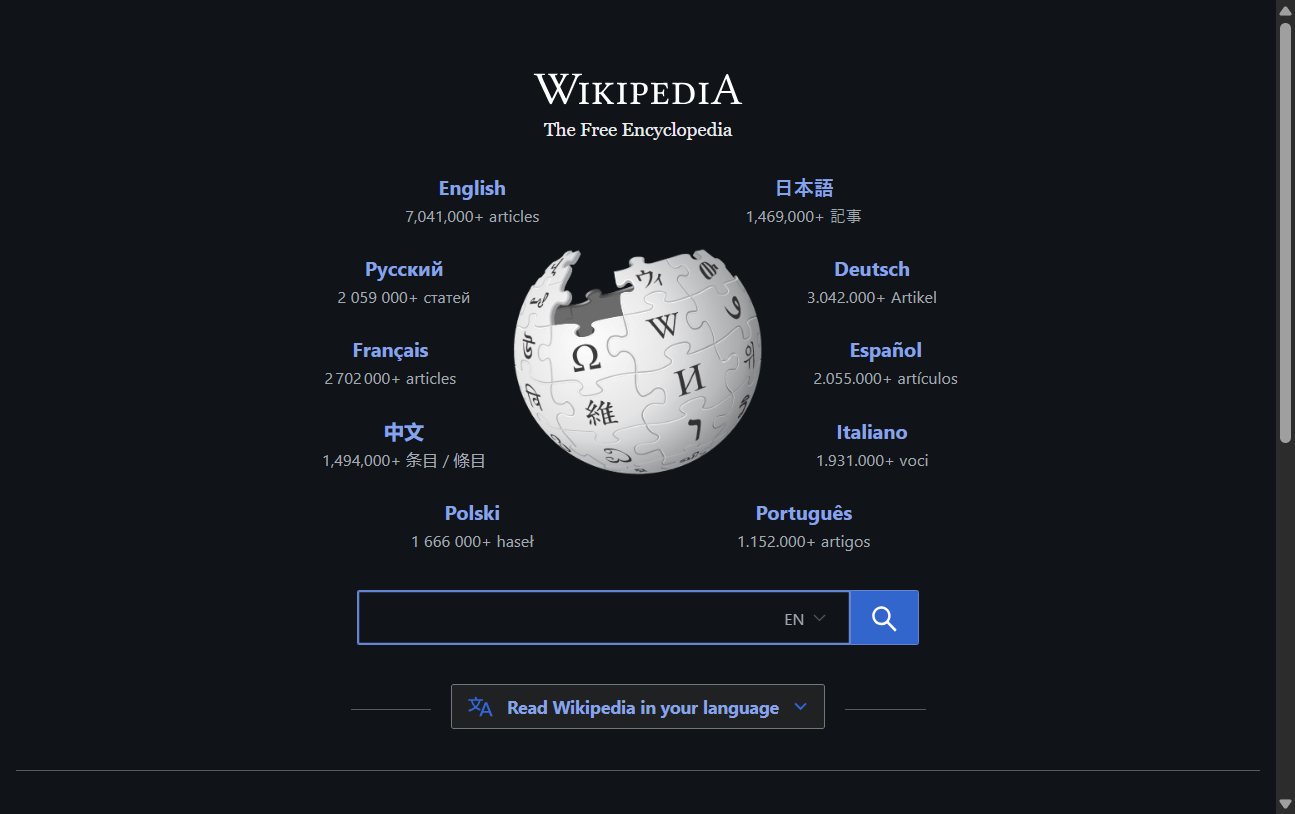 WIKIPEDIA
The Free Encyclopedia
English
7,041,000+ articles
日本語
1,469,000+ 記事
Русский
2 059 000+ статей
Deutsch
3.042.000+ Artikel
Français
2 702 000+ articles
Español
2.055.000+ artículos
中文
1,494,000+ 条目 / 條目
Italiano
1.931.000+ voci
Polski
1 666 000+ haseł
Português
1.152.000+ artigos
ウィ
W
Ω
И
維
EN
Read Wikipedia in your language